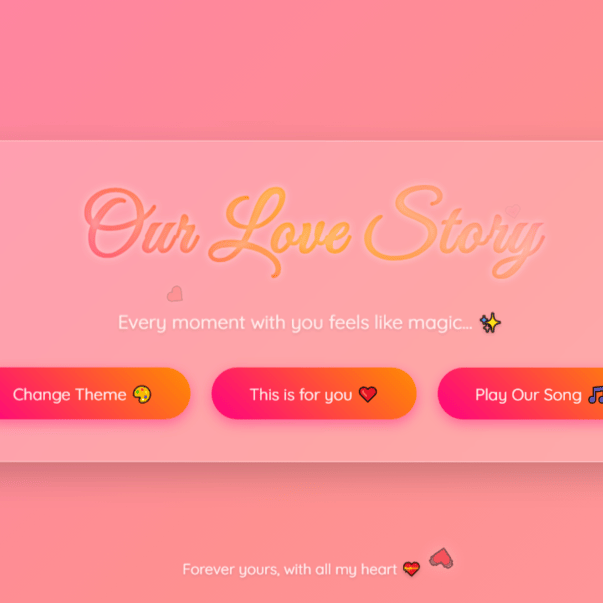 Our Love Story
Every moment with you feels like magic... ✨
Change Theme 🎨
This is for you ❤️
Play Our Song 🎵
Forever yours, with all my heart 💝